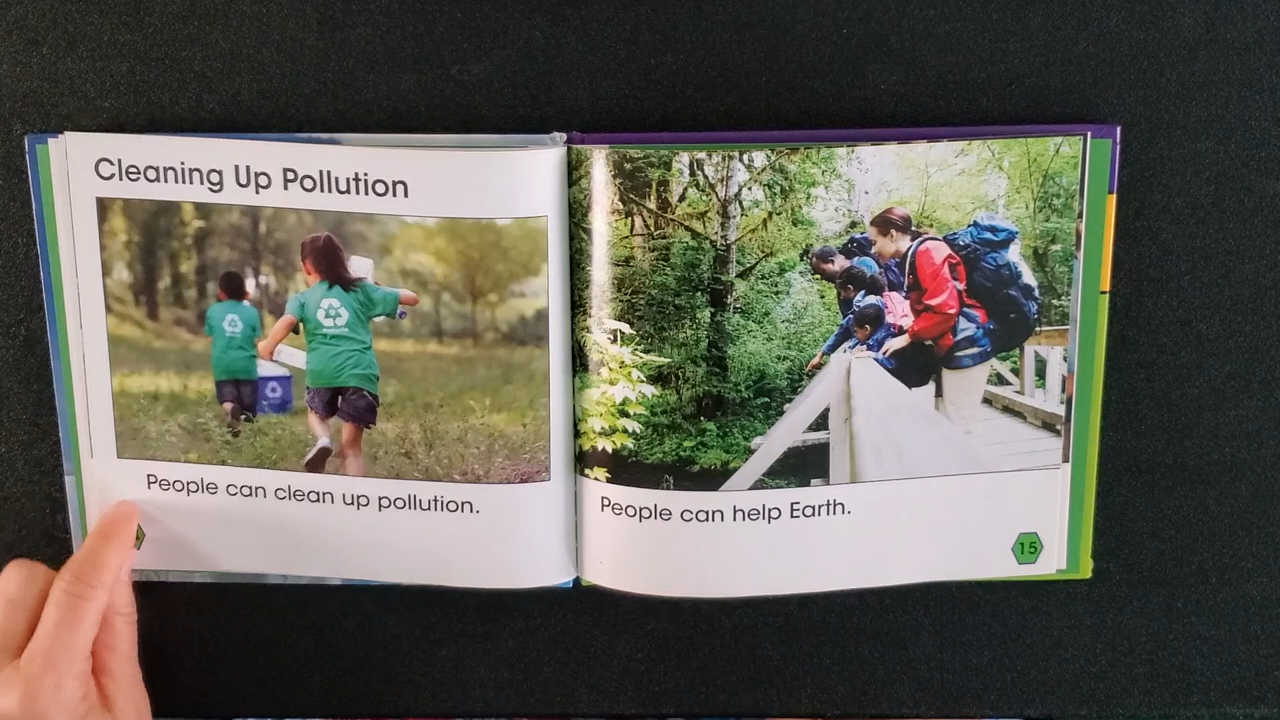 Cleaning Up Pollution
People can clean up pollution.
People can help Earth.
15